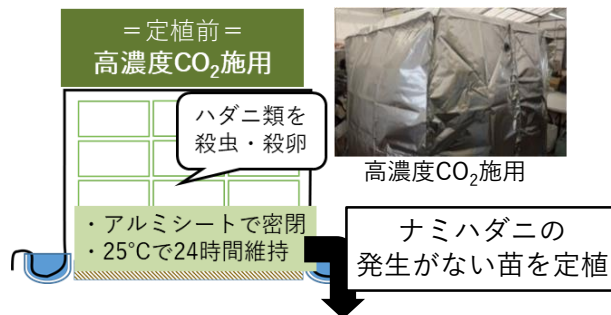 ＝定植前＝
高濃度CO₂施用
ハダニ類を
殺虫・殺卵
・アルミシートで密閉
・25°Cで24時間維持
高濃度CO₂施用
ナミハダニの
発生がない苗を定植